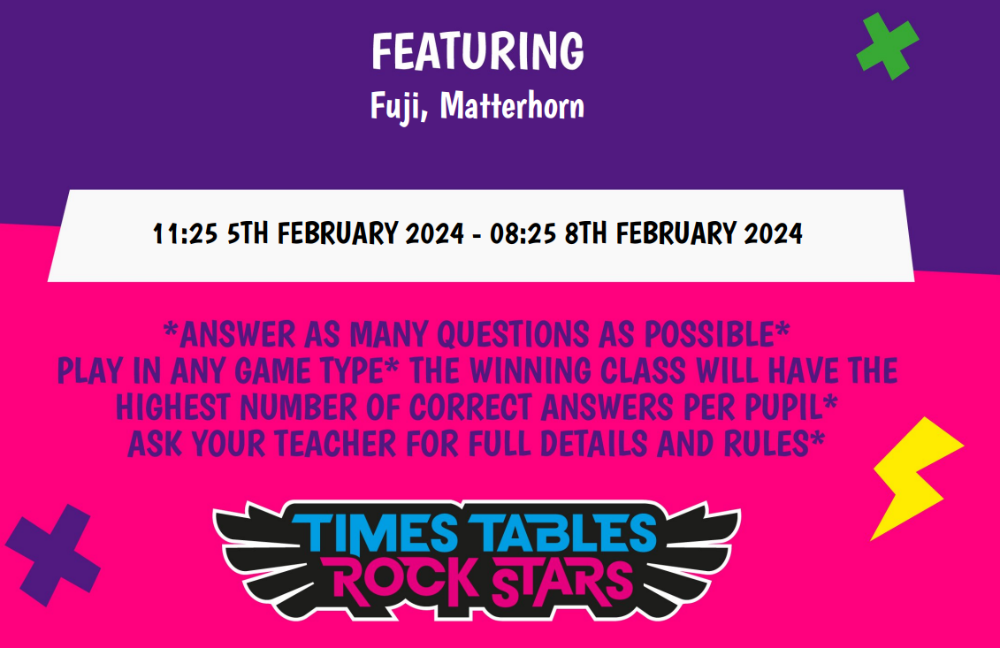 FEATURING
Fuji, Matterhorn
11:25 5TH FEBRUARY 2024 - 08:25 8TH FEBRUARY 2024
*ANSWER AS MANY QUESTIONS AS POSSIBLE*
PLAY IN ANY GAME TYPE* THE WINNING CLASS WILL HAVE THE
HIGHEST NUMBER OF CORRECT ANSWERS PER PUPIL*
ASK YOUR TEACHER FOR FULL DETAILS AND RULES*
TIMES TABLES
ROCK STARS